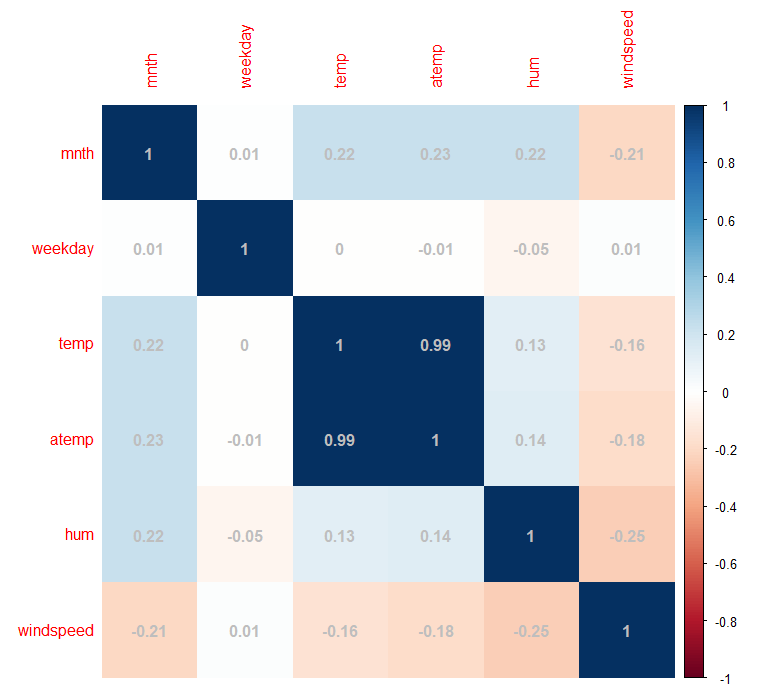 mnth weekday temp atemp hum windspeed
mnth 1 0.01 0.22 0.23 0.22 -0.21
weekday 0.01 1 0 -0.01 -0.05 0.01
temp 0.22 0 1 0.99 0.13 -0.16
atemp 0.23 -0.01 0.99 1 0.14 -0.18
hum 0.22 -0.05 0.13 0.14 1 -0.25
windspeed -0.21 0.01 -0.16 -0.18 -0.25 1
1
0.8
0.6
0.4
0.2
0
-0.2
-0.4
-0.6
-0.8
-1